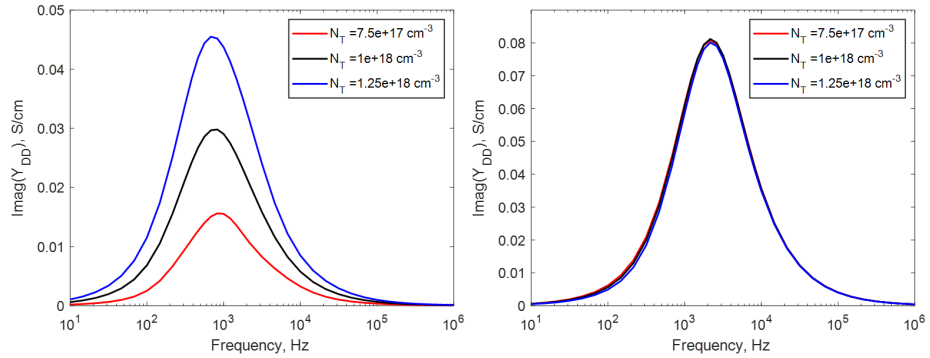 0.05
0.04
0.03
0.02
0.01
0
Imag(Y_DD), S/cm
N_T =7.5e+17 cm^-3
N_T =1e+18 cm^-3
N_T =1.25e+18 cm^-3
10^1 10^2 10^3 10^4 10^5 10^6
Frequency, Hz
0.08
0.07
0.06
0.05
0.04
0.03
0.02
0.01
0
Imag(Y_DD), S/cm
N_T =7.5e+17 cm^-3
N_T =1e+18 cm^-3
N_T =1.25e+18 cm^-3
10^1 10^2 10^3 10^4 10^5 10^6
Frequency, Hz